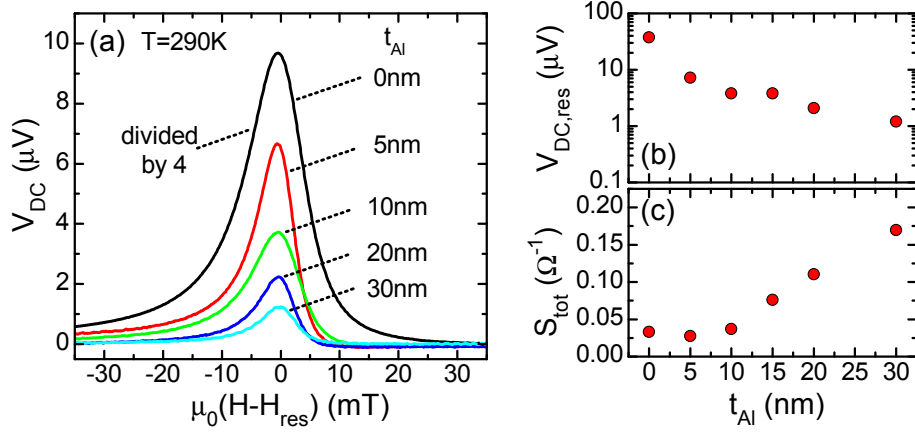 (a) T=290K
t_Al
0nm
divided
by 4
5nm
10nm
20nm
30nm
10
8
6
4
2
0
V_DC (μV)
-30 -20 -10 0 10 20 30
μ₀(H-H_res) (mT)
100
10
1
0.1
V_DC,res (μV)
(b)
(c)
0.20
0.15
0.10
0.05
0.00
S_tot (Ω⁻¹)
0 5 10 15 20 25 30
t_Al (nm)